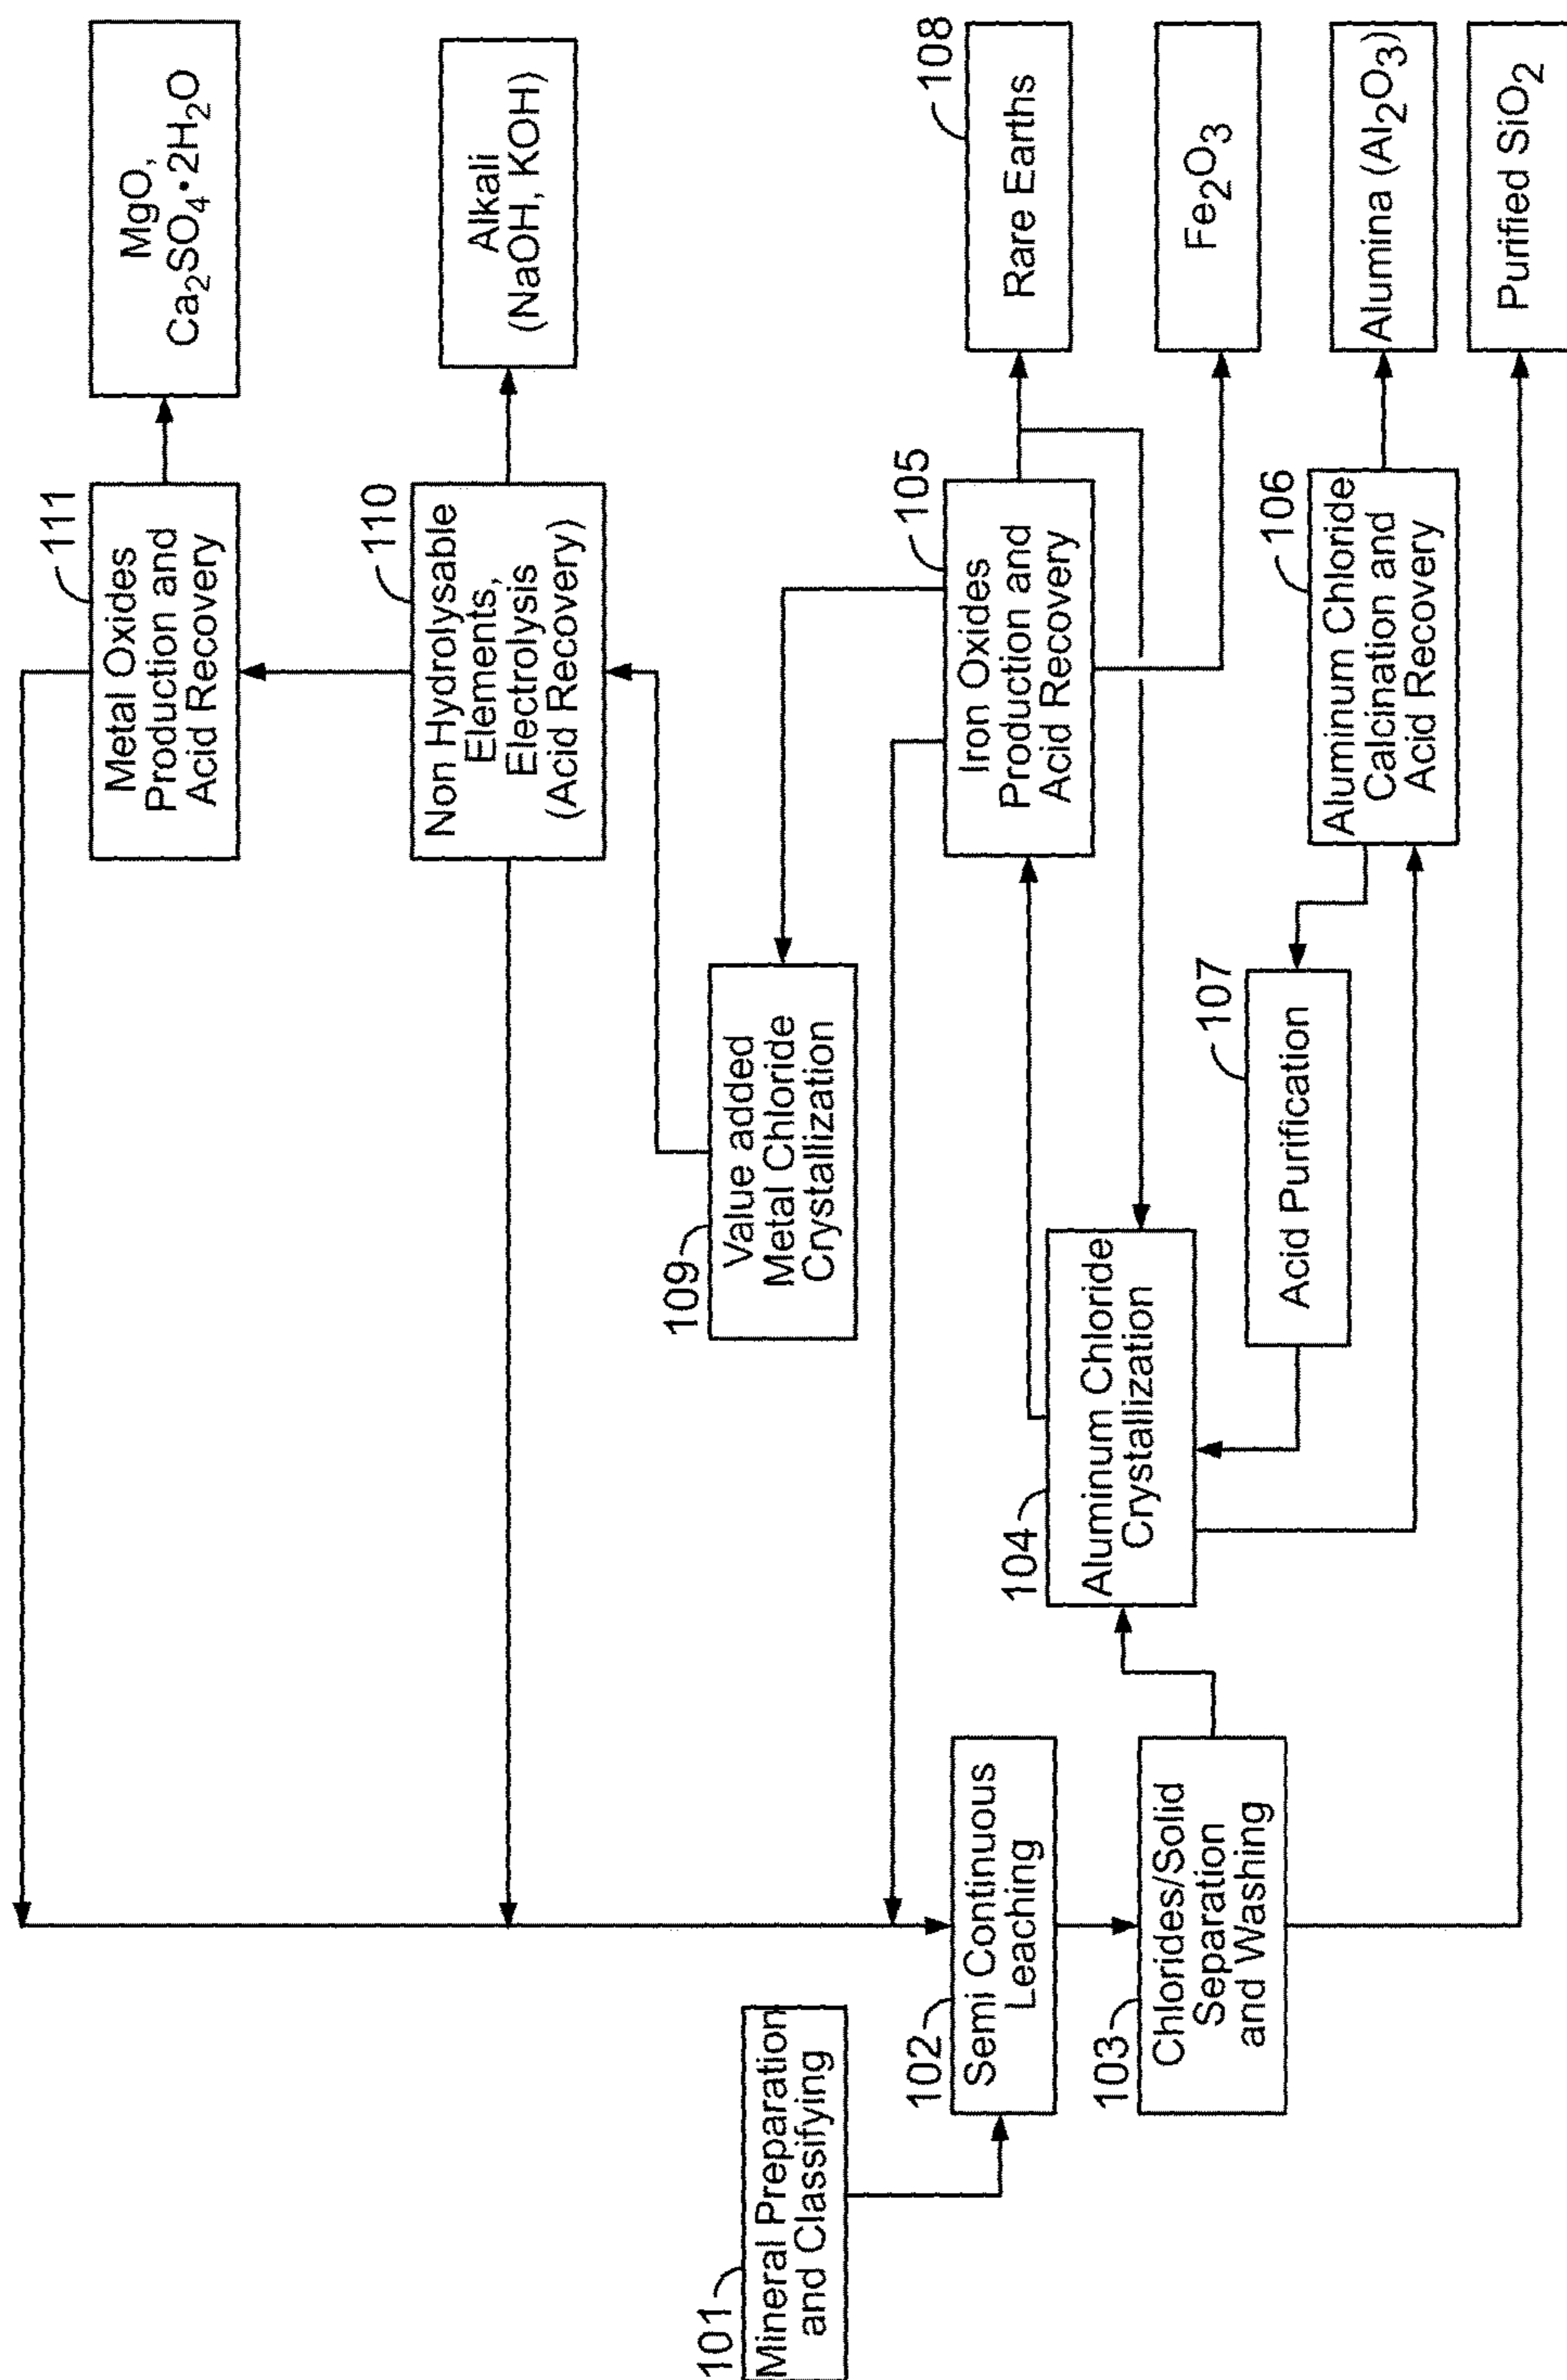 101
Mineral Preparation
and Classifying
102
Semi Continuous
Leaching
103
Chlorides/Solid
Separation
and Washing
104
Aluminum Chloride
Crystallization
109
Value added
Metal Chloride
Crystallization
107
Acid Purification
111
Metal Oxides
Production and
Acid Recovery
110
Non Hydrolysable
Elements,
Electrolysis
(Acid Recovery)
105
Iron Oxides
Production and
Acid Recovery
106
Aluminum Chloride
Calcination and
Acid Recovery
MgO,
Ca₂SO₄•2H₂O
Alkali
(NaOH, KOH)
108
Rare Earths
Fe₂O₃
Alumina (Al₂O₃)
Purified SiO₂